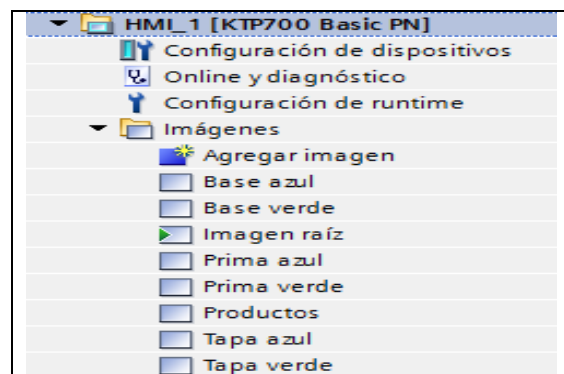 HMI_1 [KTP700 Basic PN]
Configuración de dispositivos
Online y diagnóstico
Configuración de runtime
Imágenes
Agregar imagen
Base azul
Base verde
Imagen raíz
Prima azul
Prima verde
Productos
Tapa azul
Tapa verde